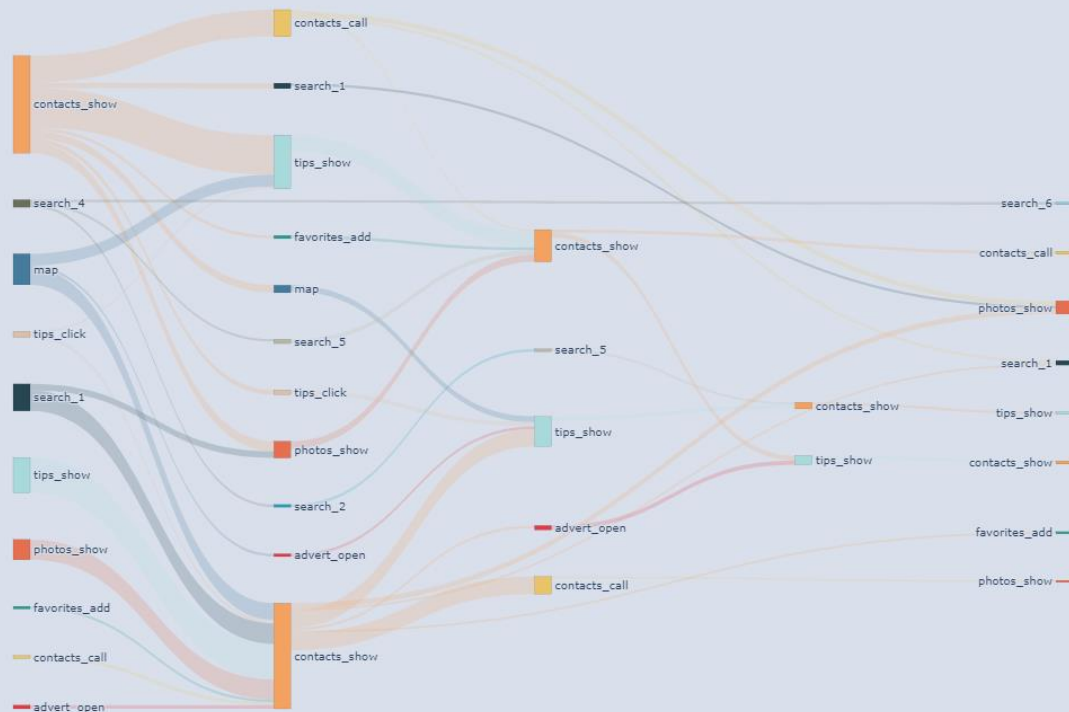 contacts_show
search_4
map
tips_click
search_1
tips_show
photos_show
favorites_add
contacts_call
advert_open
contacts_call
search_1
tips_show
favorites_add
map
search_5
tips_click
photos_show
search_2
advert_open
contacts_show
contacts_show
search_5
tips_show
advert_open
contacts_call
contacts_show
tips_show
search_6
contacts_call
photos_show
search_1
tips_show
contacts_show
favorites_add
photos_show